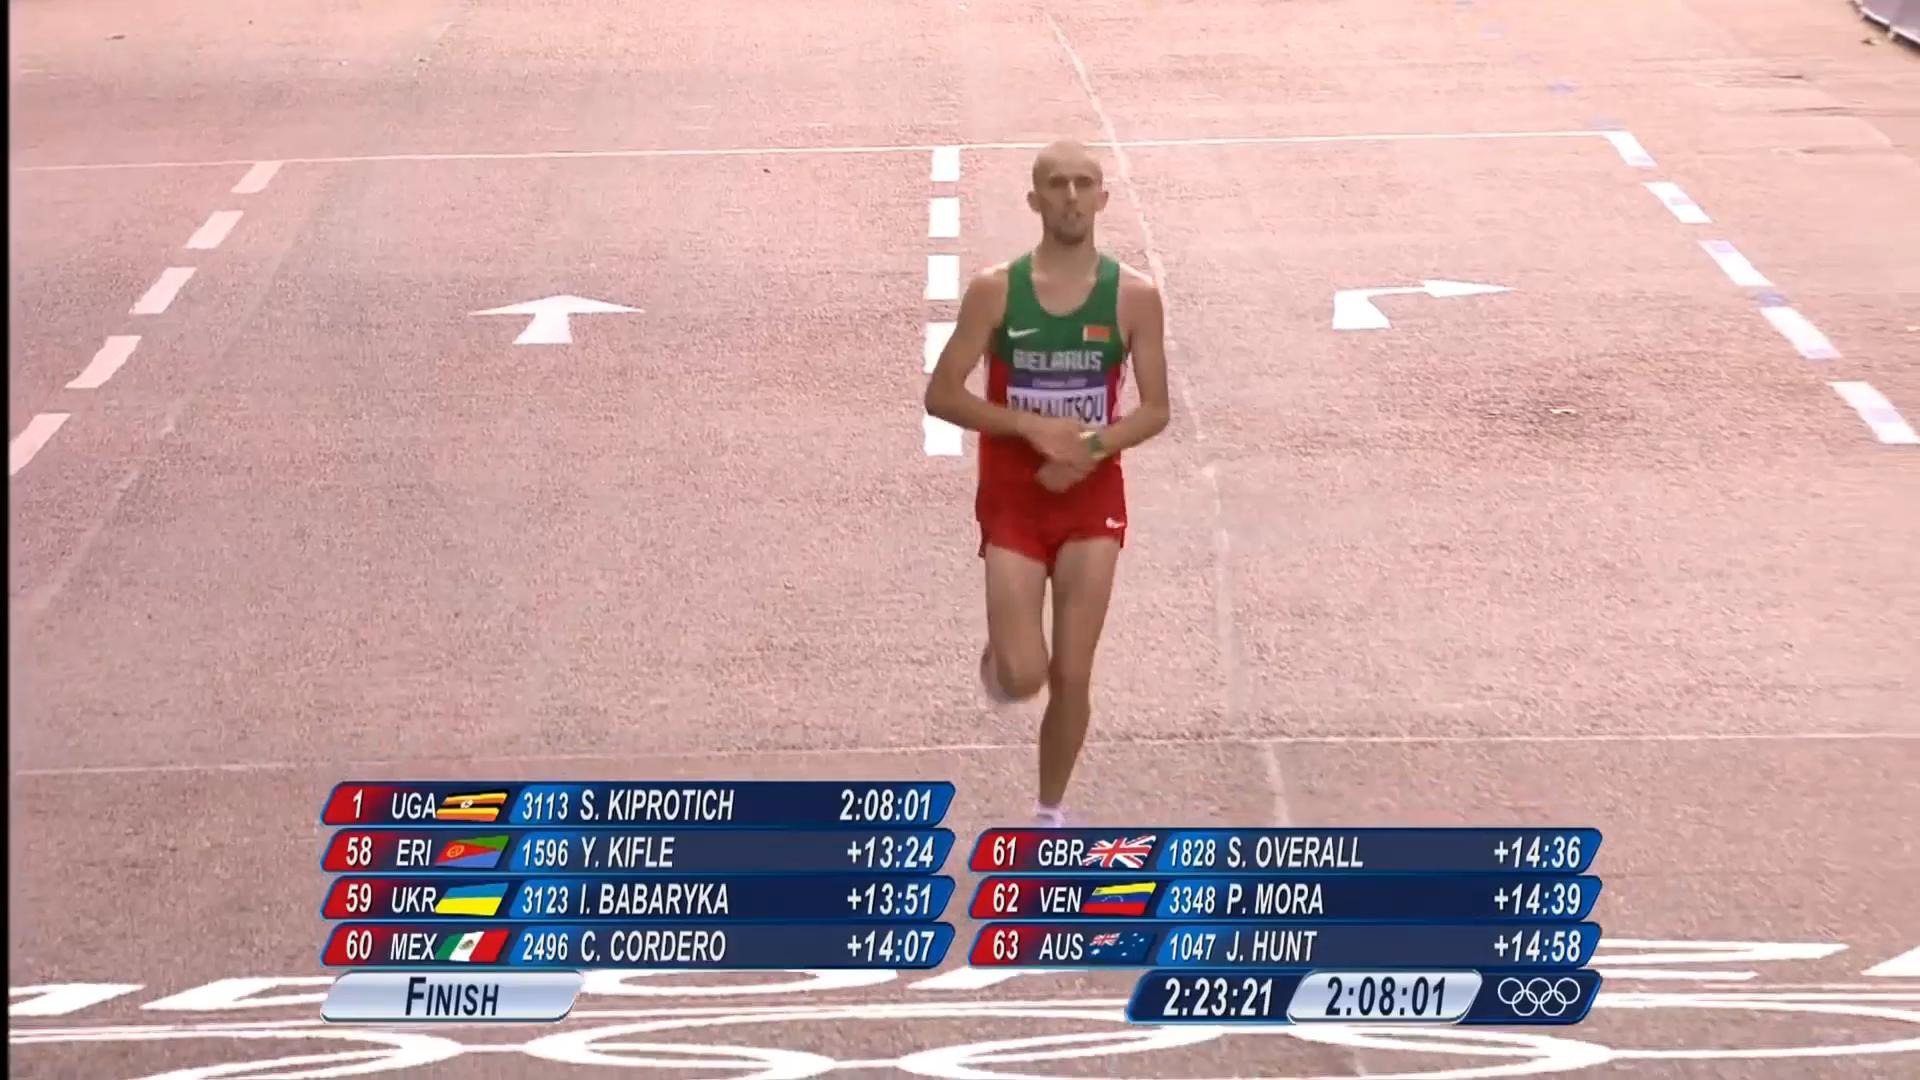 BELARUS
1 UGA 3113 S. KIPROTICH 2:08:01
58 ERI 1596 Y. KIFLE +13:24
59 UKR 3123 I. BABARYKA +13:51
60 MEX 2496 C. CORDERO +14:07
61 GBR 1828 S. OVERALL +14:36
62 VEN 3348 P. MORA +14:39
63 AUS 1047 J. HUNT +14:58
FINISH
2:23:21 2:08:01